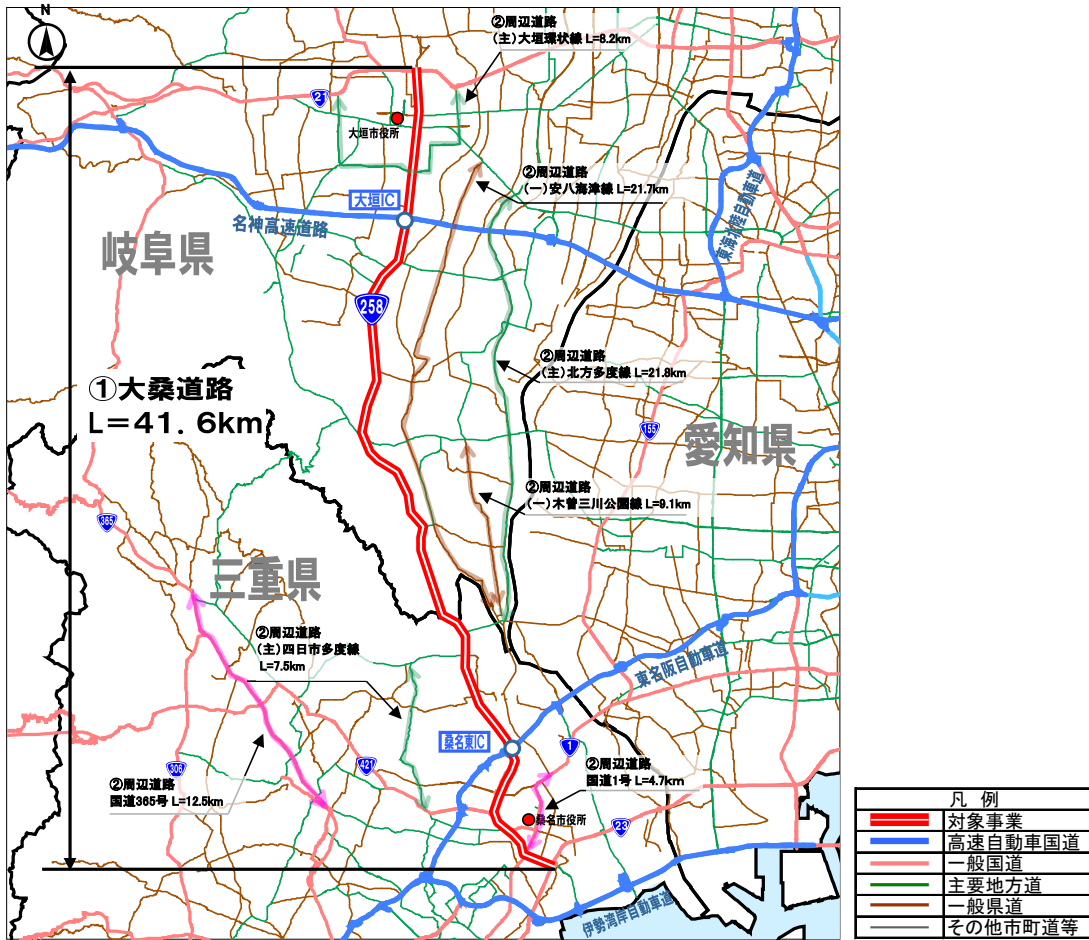 N
②周辺道路
(主)大垣環状線 L=8.2km
21
大垣市役所
②周辺道路
(一)安八海津線 L=21.7km
大垣IC
名神高速道路
東海北陸自動車道
岐阜県
258
②周辺道路
(主)北方多度線 L=21.8km
①大桑道路
L=41.6km
155
愛知県
②周辺道路
(一)木曽三川公園線 L=9.1km
365
三重県
②周辺道路
(主)四日市多度線
L=7.5km
東名阪自動車道
桑名東IC
1
306
421
②周辺道路
国道365号 L=12.5km
②周辺道路
国道1号 L=4.7km
桑名市役所
23
伊勢湾岸自動車道
凡 例
対象事業
高速自動車国道
一般国道
主要地方道
一般県道
その他市町道等